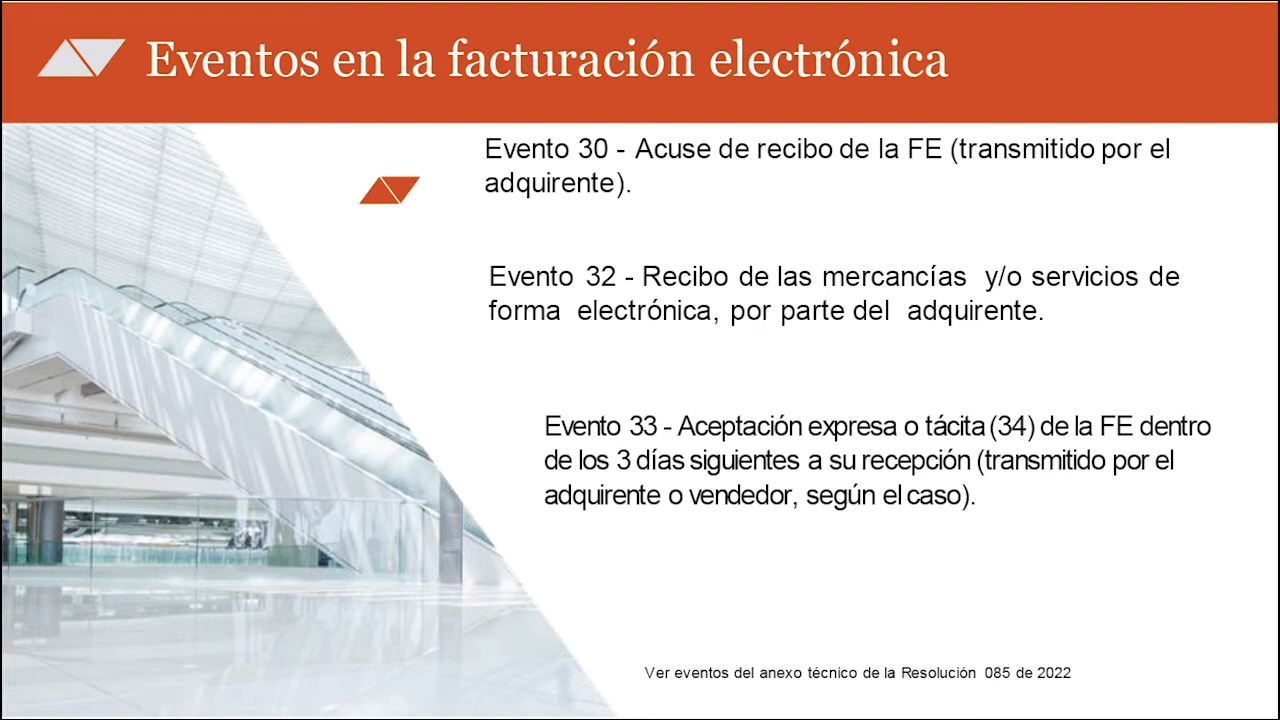 Eventos en la facturación electrónica
Evento 30 - Acuse de recibo de la FE (transmitido por el
adquirente).
Evento 32 - Recibo de las mercancías y/o servicios de
forma electrónica, por parte del adquirente.
Evento 33 - Aceptación expresa o tácita (34) de la FE dentro
de los 3 días siguientes a su recepción (transmitido por el
adquirente o vendedor, según el caso).
Ver eventos del anexo técnico de la Resolución 085 de 2022